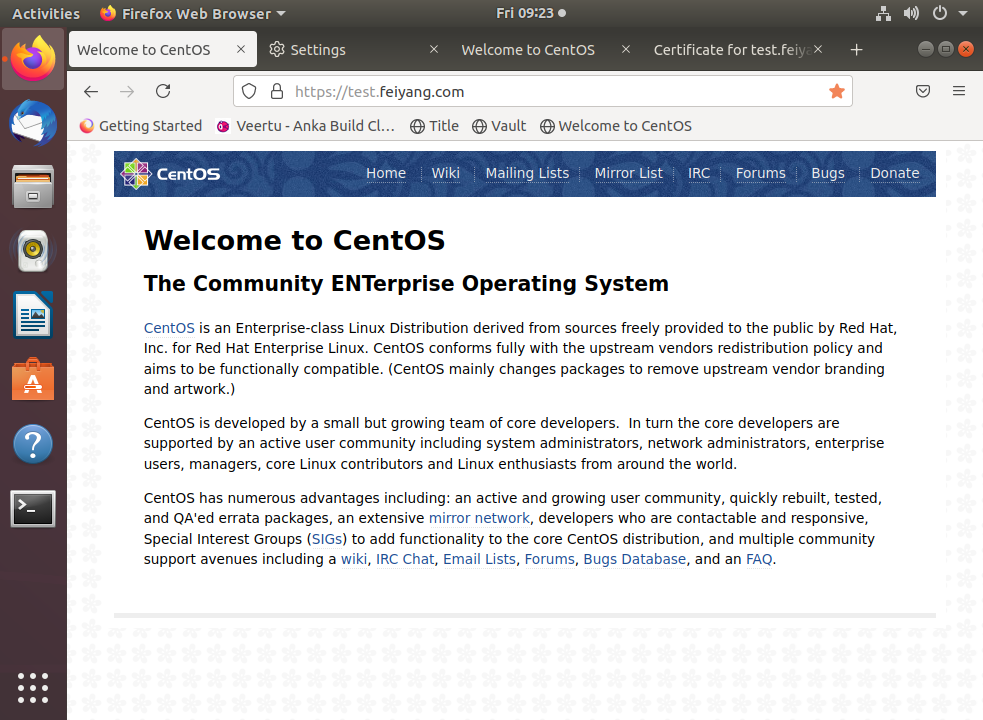 Activities Firefox Web Browser Fri 09:23
Welcome to CentOS Settings Welcome to CentOS Certificate for test.feiya
https://test.feiyang.com
Getting Started Veertu - Anka Build Cl... Title Vault Welcome to CentOS
CentOS Home Wiki Mailing Lists Mirror List IRC Forums Bugs Donate
Welcome to CentOS
The Community ENTerprise Operating System
CentOS is an Enterprise-class Linux Distribution derived from sources freely provided to the public by Red Hat,
Inc. for Red Hat Enterprise Linux. CentOS conforms fully with the upstream vendors redistribution policy and
aims to be functionally compatible. (CentOS mainly changes packages to remove upstream vendor branding
and artwork.)
CentOS is developed by a small but growing team of core developers.  In turn the core developers are
supported by an active user community including system administrators, network administrators, enterprise
users, managers, core Linux contributors and Linux enthusiasts from around the world.
CentOS has numerous advantages including: an active and growing user community, quickly rebuilt, tested,
and QA'ed errata packages, an extensive mirror network, developers who are contactable and responsive,
Special Interest Groups (SIGs) to add functionality to the core CentOS distribution, and multiple community
support avenues including a wiki, IRC Chat, Email Lists, Forums, Bugs Database, and an FAQ.